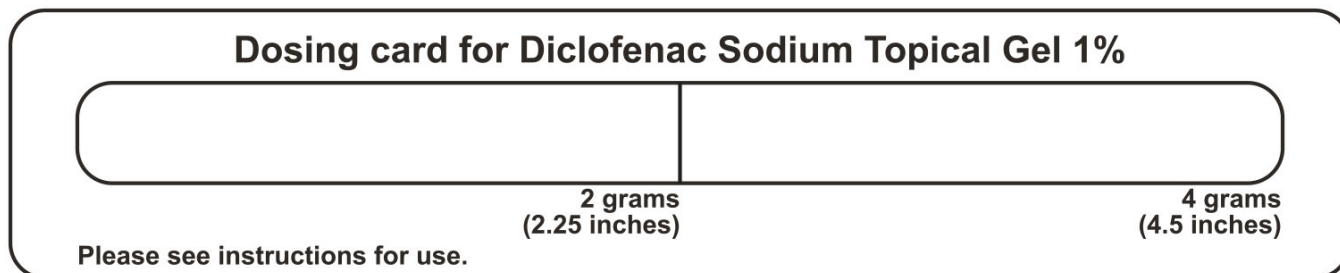 Dosing card for Diclofenac Sodium Topical Gel 1%
2 grams
(2.25 inches)
4 grams
(4.5 inches)
Please see instructions for use.